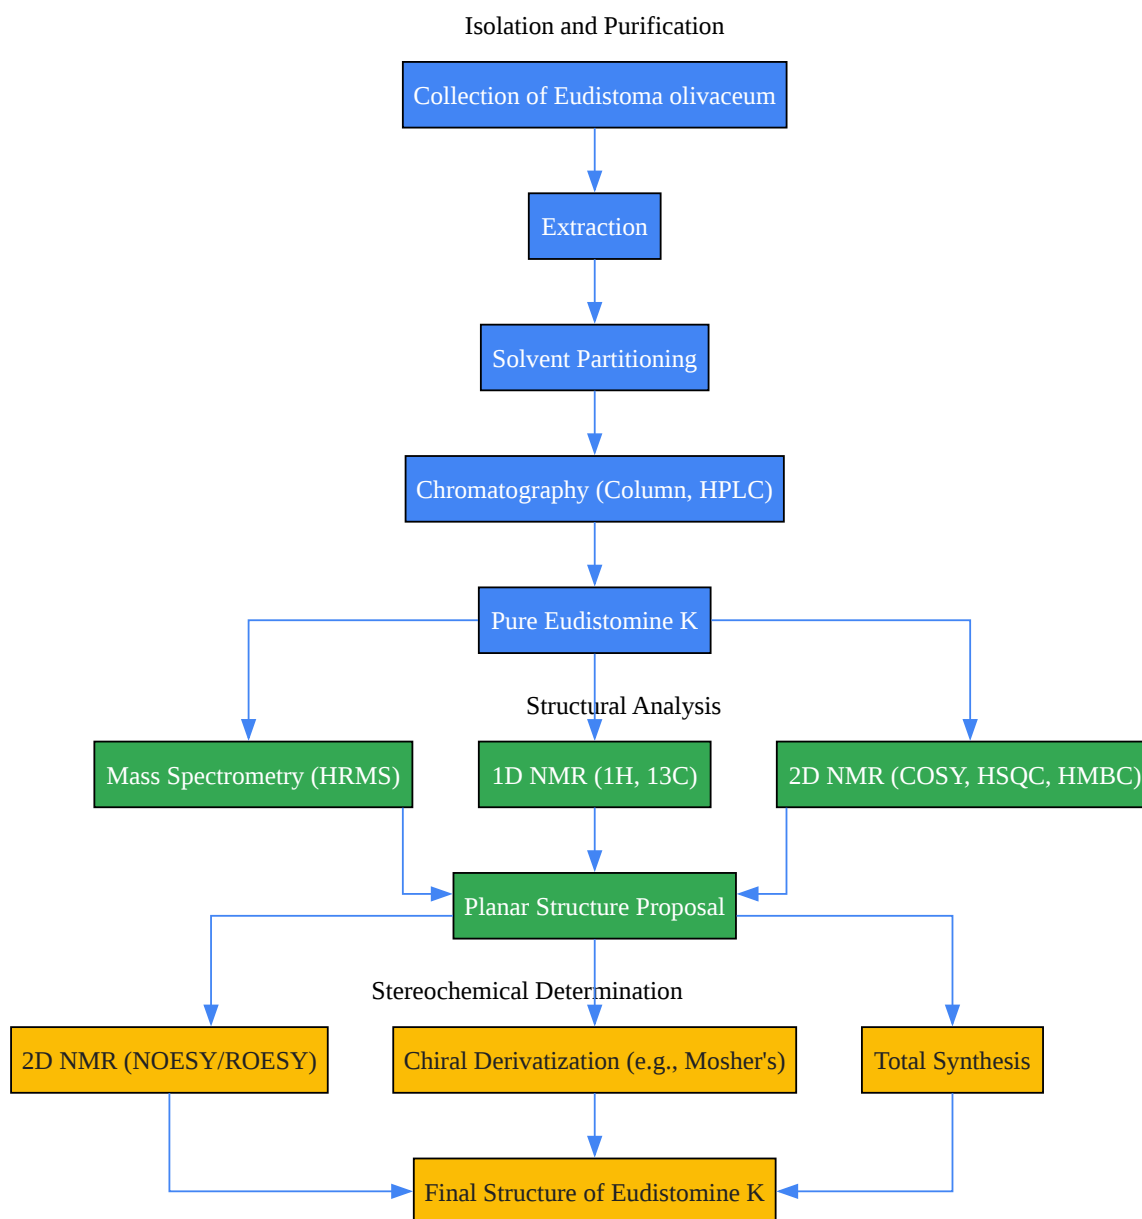 Isolation and Purification
Collection of Eudistoma olivaceum
Extraction
Solvent Partitioning
Chromatography (Column, HPLC)
Pure Eudistomine K
Structural Analysis
Mass Spectrometry (HRMS)
1D NMR (1H, 13C)
2D NMR (COSY, HSQC, HMBC)
Planar Structure Proposal
Stereochemical Determination
2D NMR (NOESY/ROESY)
Chiral Derivatization (e.g., Mosher's)
Total Synthesis
Final Structure of Eudistomine K